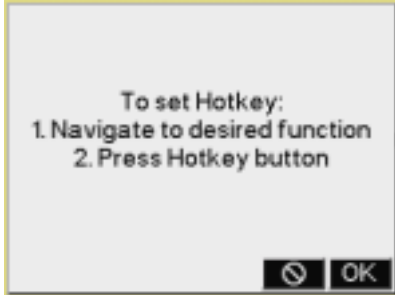 To set Hotkey:
1. Navigate to desired function
2. Press Hotkey button
OK